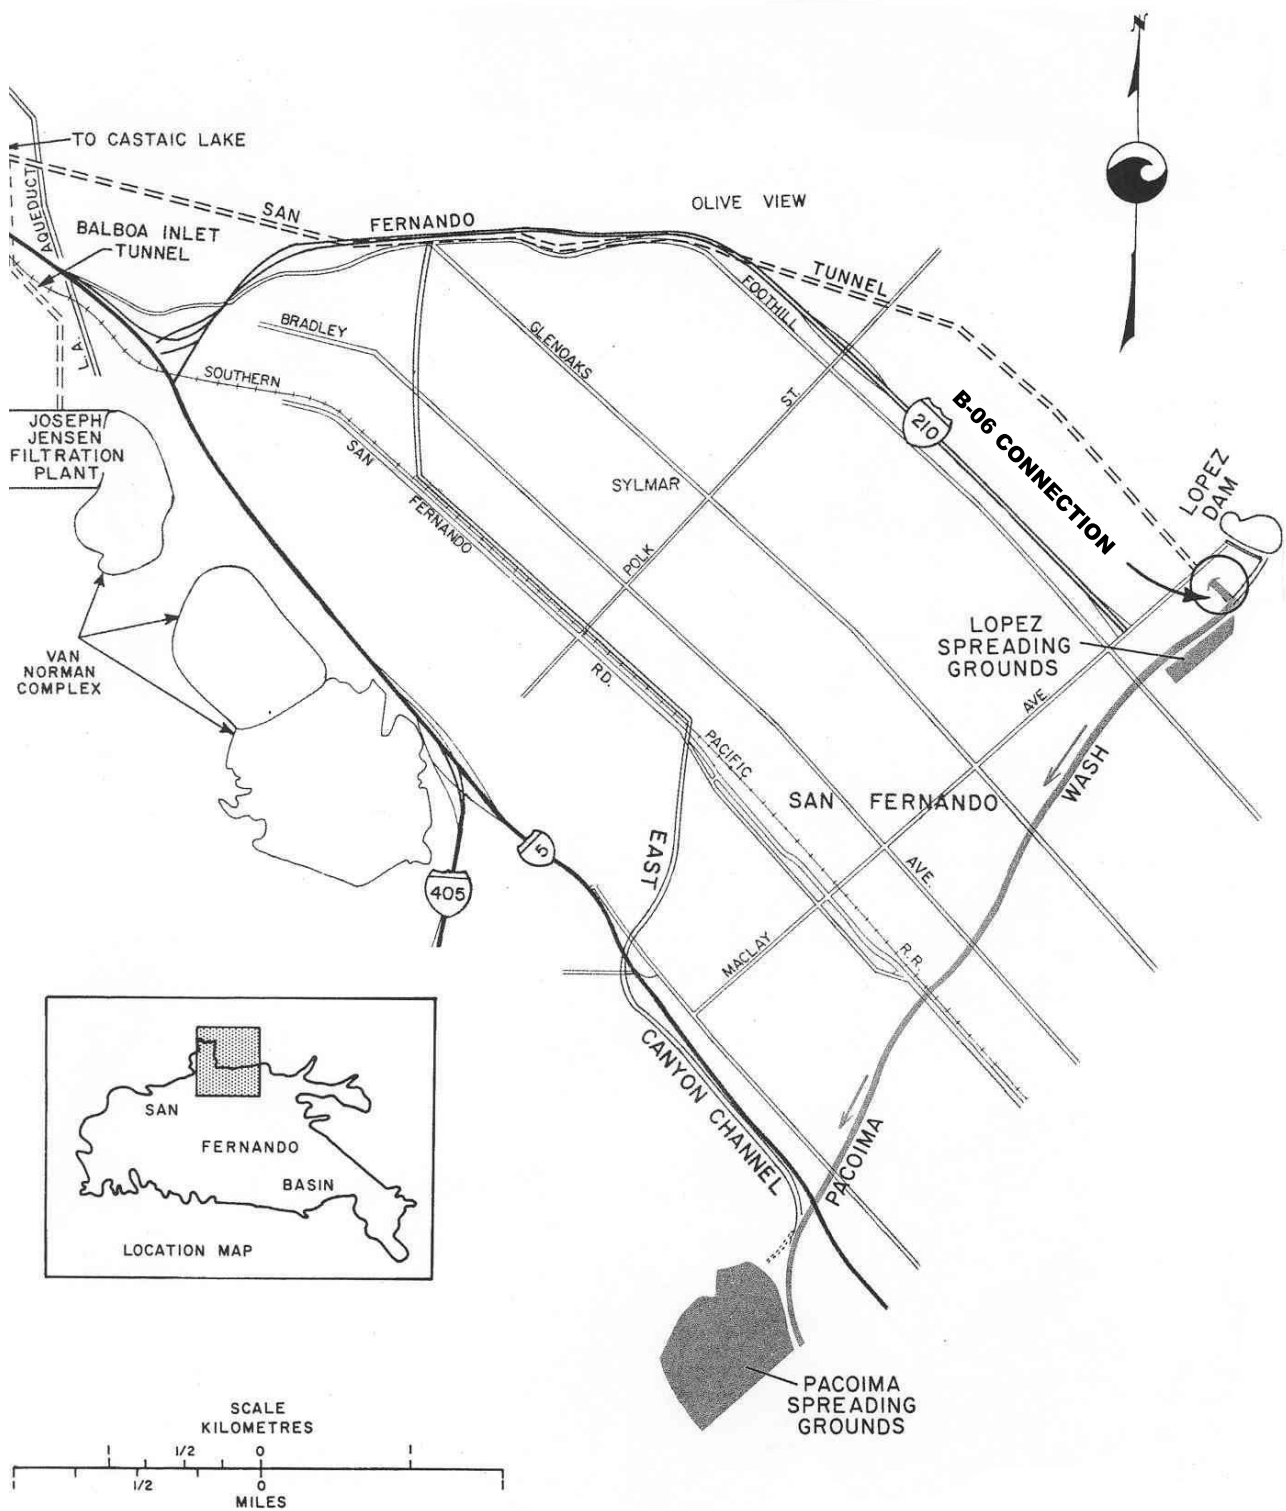 N
TO CASTAIC LAKE
AQUEDUCT
L.A.
SAN
FERNANDO
TUNNEL
OLIVE VIEW
BALBOA INLET
TUNNEL
FOOTHILL
BRADLEY
GLENOAKS
SOUTHERN
ST.
210
B-06 CONNECTION
JOSEPH
JENSEN
FILTRATION
PLANT
SAN
FERNANDO
SYLMAR
LOPEZ
DAM
POLK
LOPEZ
SPREADING
GROUNDS
VAN
NORMAN
COMPLEX
RD.
AVE.
PACIFIC
WASH
SAN FERNANDO
5
EAST
405
AVE.
MACLAY
R.R.
CANYON CHANNEL
PACOIMA
SAN
FERNANDO
BASIN
LOCATION MAP
PACOIMA
SPREADING
GROUNDS
SCALE
KILOMETRES
1 1/2 0 1
1 1/2 0 1
MILES